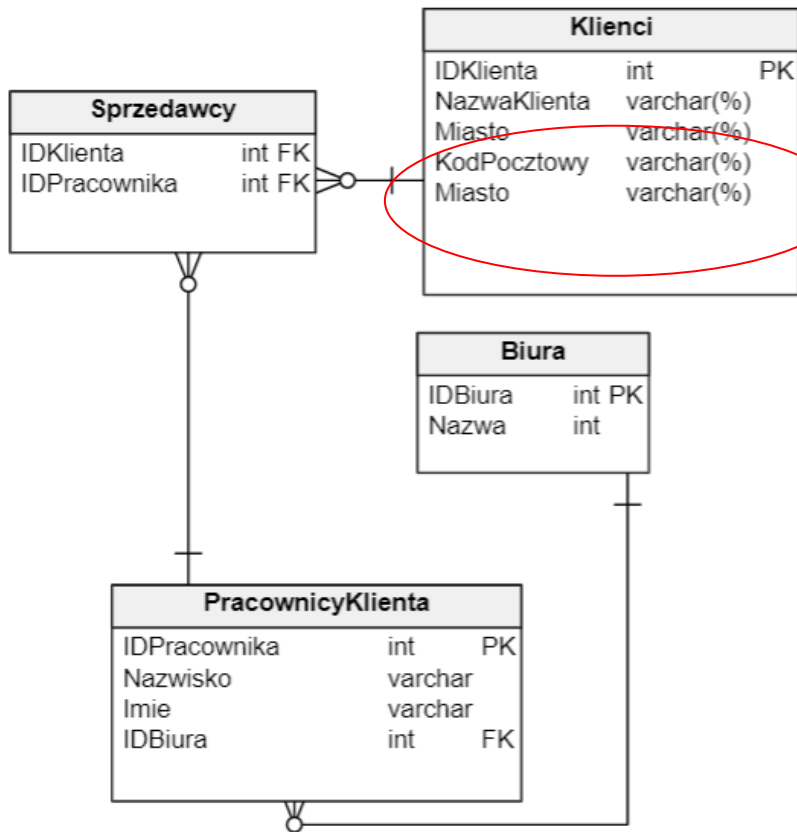 Klienci
IDKlienta int PK
NazwaKlienta varchar(%)
Miasto varchar(%)
KodPocztowy varchar(%)
Miasto varchar(%)
Sprzedawcy
IDKlienta int FK
IDPracownika int FK
Biura
IDBiura int PK
Nazwa int
PracownicyKlienta
IDPracownika int PK
Nazwisko varchar
Imie varchar
IDBiura int FK